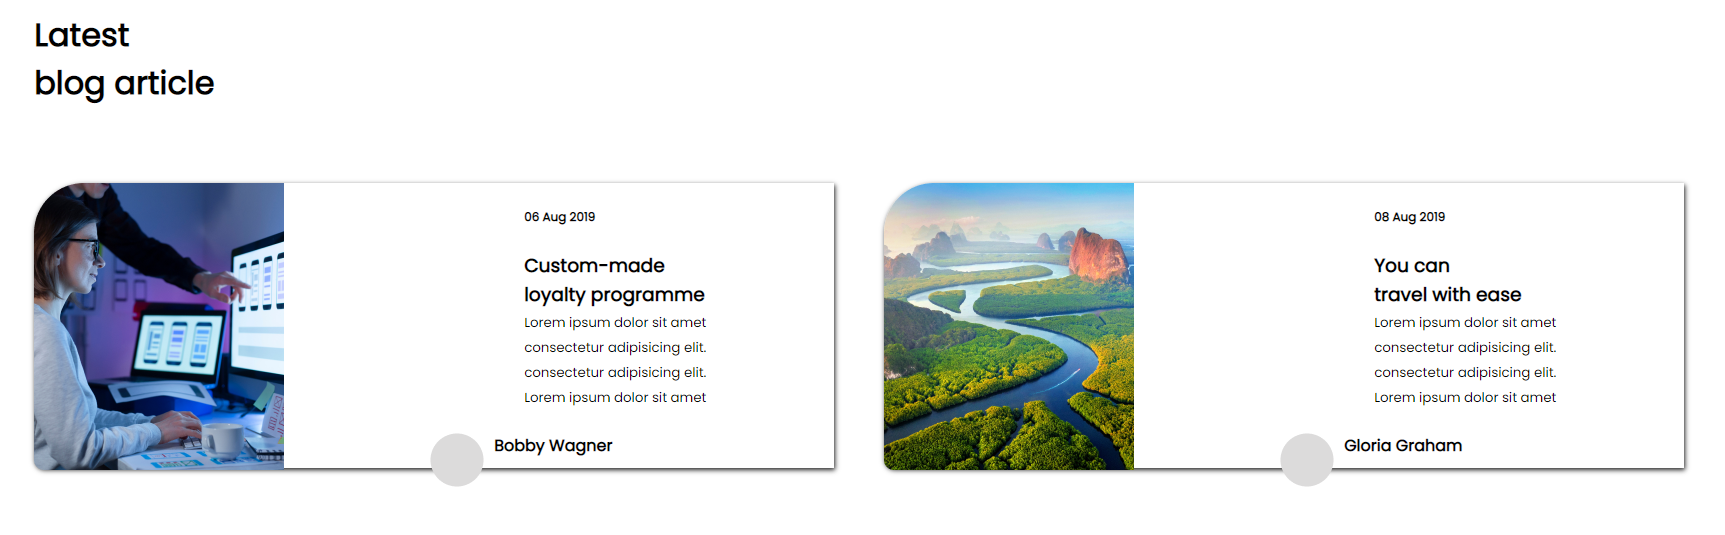 Latest
blog article
06 Aug 2019
Custom-made
loyalty programme
Lorem ipsum dolor sit amet
consectetur adipisicing elit.
consectetur adipisicing elit.
Lorem ipsum dolor sit amet
Bobby Wagner
08 Aug 2019
You can
travel with ease
Lorem ipsum dolor sit amet
consectetur adipisicing elit.
consectetur adipisicing elit.
Lorem ipsum dolor sit amet
Gloria Graham